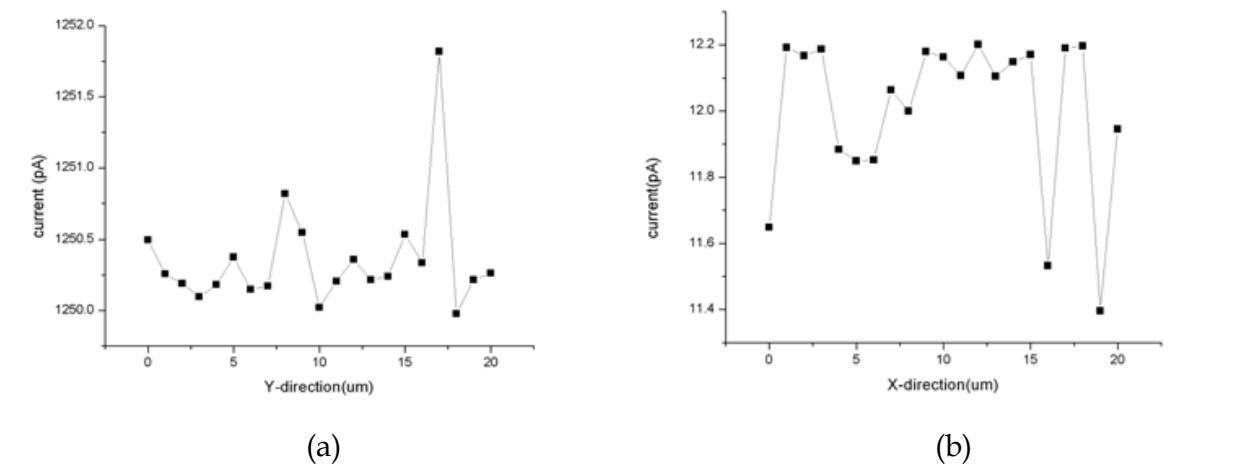 1252.0
1251.5
1251.0
1250.5
1250.0
current (pA)
0 5 10 15 20
Y-direction(um)
(a)
12.2
12.0
11.8
11.6
11.4
current(pA)
0 5 10 15 20
X-direction(um)
(b)